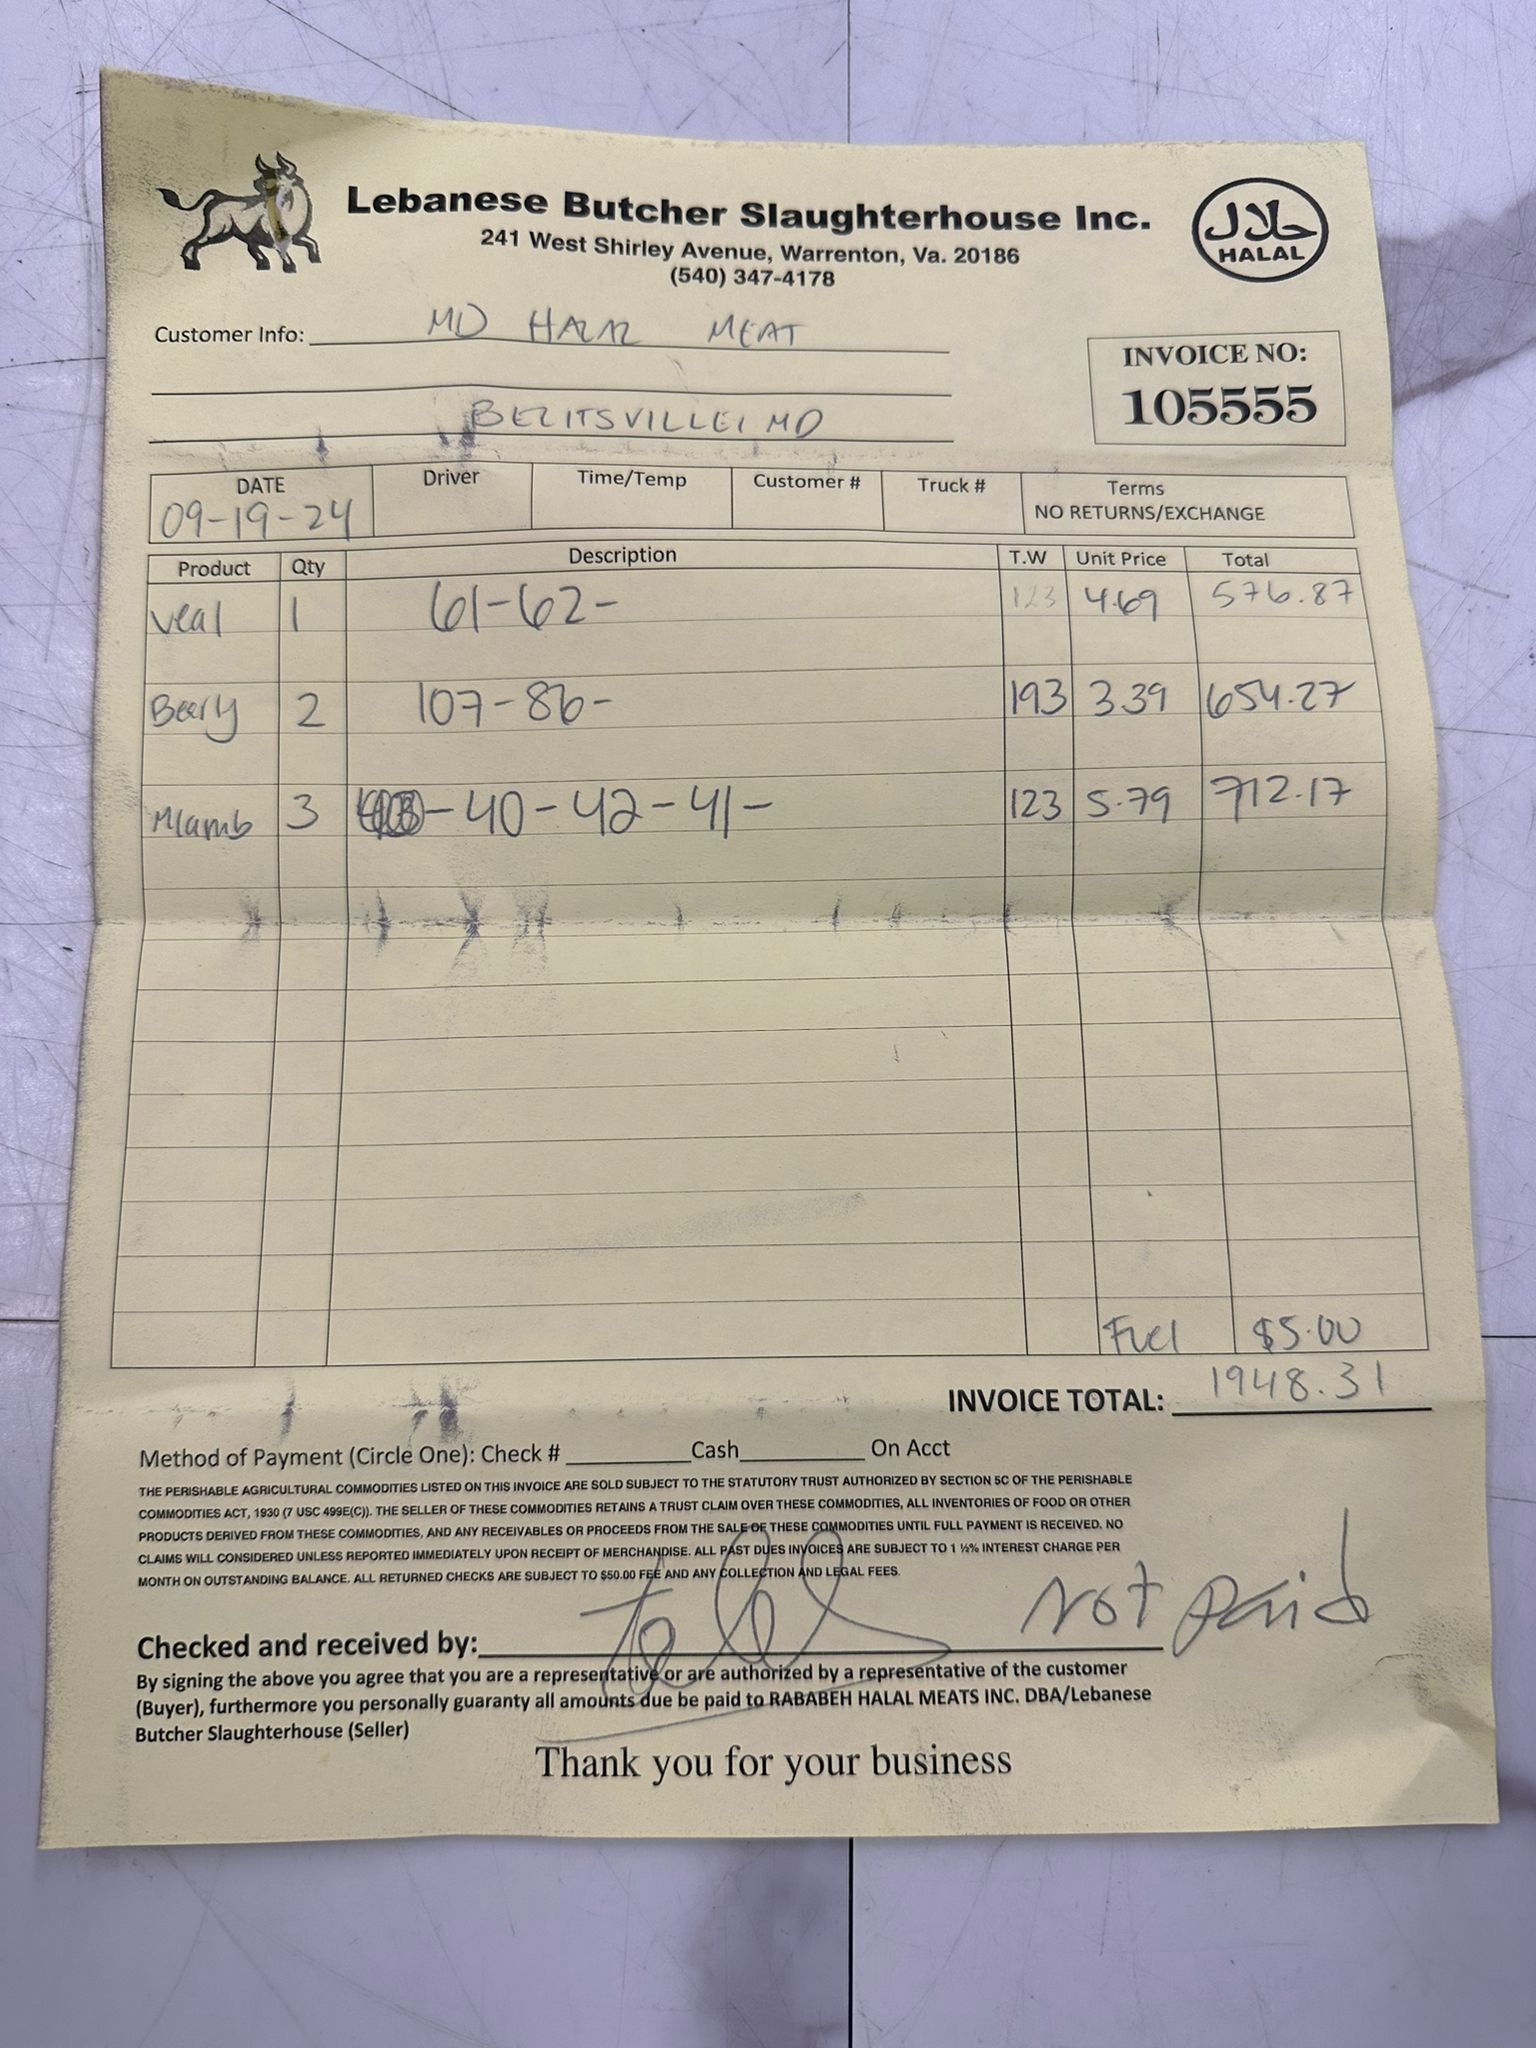 Lebanese Butcher Slaughterhouse Inc.
241 West Shirley Avenue, Warrenton, Va. 20186
(540) 347-4178
حلال
HALAL
Customer Info: MD HALAL MEAT
BELTSVILLE, MD
INVOICE NO:
105555
DATE Driver Time/Temp Customer # Truck # Terms
09-19-24 NO RETURNS/EXCHANGE
Product Qty Description T.W Unit Price Total
Veal 1 61-62- 123 4.69 576.87
2 107-86- 193 3.39 654.27
Mlamb 3 -40-42-41- 123 5.79 712.17
Fuel $5.00
INVOICE TOTAL: 1948.31
Method of Payment (Circle One): Check # Cash On Acct
THE PERISHABLE AGRICULTURAL COMMODITIES LISTED ON THIS INVOICE ARE SOLD SUBJECT TO THE STATUTORY TRUST AUTHORIZED BY SECTION 5C OF THE PERISHABLE
COMMODITIES ACT, 1930 (7 USC 499E(C)). THE SELLER OF THESE COMMODITIES RETAINS A TRUST CLAIM OVER THESE COMMODITIES, ALL INVENTORIES OF FOOD OR OTHER
PRODUCTS DERIVED FROM THESE COMMODITIES, AND ANY RECEIVABLES OR PROCEEDS FROM THE SALE OF THESE COMMODITIES UNTIL FULL PAYMENT IS RECEIVED. NO
CLAIMS WILL CONSIDERED UNLESS REPORTED IMMEDIATELY UPON RECEIPT OF MERCHANDISE. ALL PAST DUES INVOICES ARE SUBJECT TO 1 ½% INTEREST CHARGE PER
MONTH ON OUTSTANDING BALANCE. ALL RETURNED CHECKS ARE SUBJECT TO $50.00 FEE AND ANY COLLECTION AND LEGAL FEES.
Not paid
Checked and received by:
By signing the above you agree that you are a representative or are authorized by a representative of the customer
(Buyer), furthermore you personally guaranty all amounts due be paid to RABABEH HALAL MEATS INC. DBA/Lebanese
Butcher Slaughterhouse (Seller)
Thank you for your business